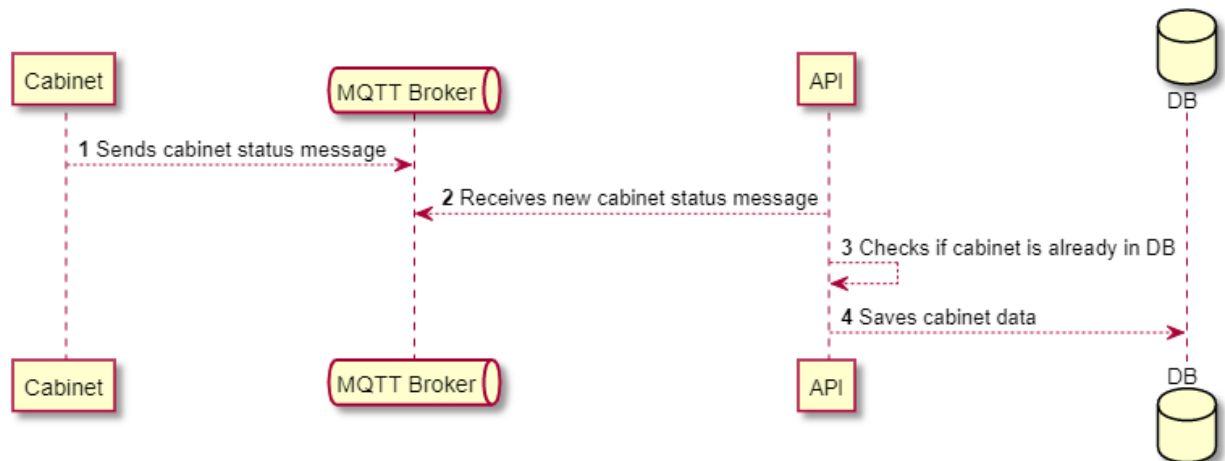 Cabinet
MQTT Broker
API
DB
1 Sends cabinet status message
2 Receives new cabinet status message
3 Checks if cabinet is already in DB
4 Saves cabinet data
Cabinet
MQTT Broker
API
DB